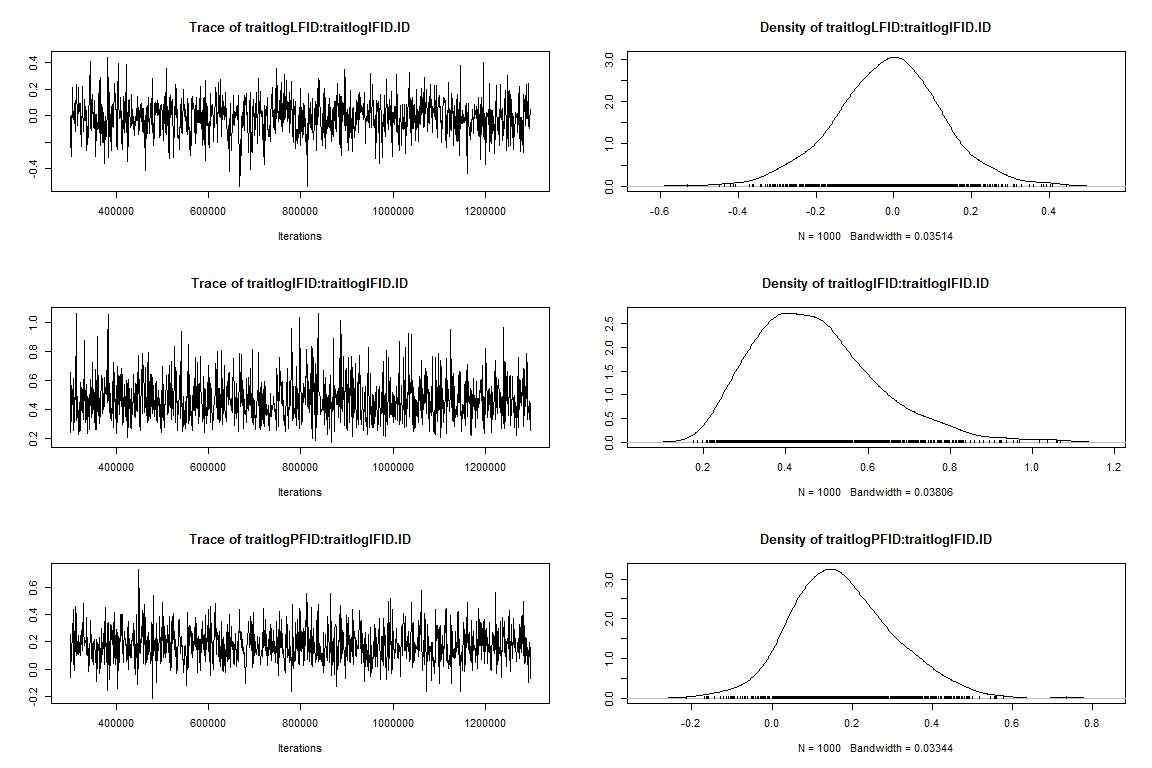 Trace of traitlogLFID:traitlogIFID.ID
Density of traitlogLFID:traitlogIFID.ID
-0.4 0.0 0.2 0.4
0.0 1.0 2.0 3.0
400000 600000 800000 1000000 1200000
-0.6 -0.4 -0.2 0.0 0.2 0.4
Iterations
N = 1000 Bandwidth = 0.03514
Trace of traitlogIFID:traitlogIFID.ID
Density of traitlogIFID:traitlogIFID.ID
0.2 0.4 0.6 0.8 1.0
0.0 0.5 1.0 1.5 2.0 2.5
400000 600000 800000 1000000 1200000
0.2 0.4 0.6 0.8 1.0 1.2
Iterations
N = 1000 Bandwidth = 0.03806
Trace of traitlogPFID:traitlogIFID.ID
Density of traitlogPFID:traitlogIFID.ID
-0.2 0.0 0.2 0.4 0.6
0.0 1.0 2.0 3.0
400000 600000 800000 1000000 1200000
-0.2 0.0 0.2 0.4 0.6 0.8
Iterations
N = 1000 Bandwidth = 0.03344